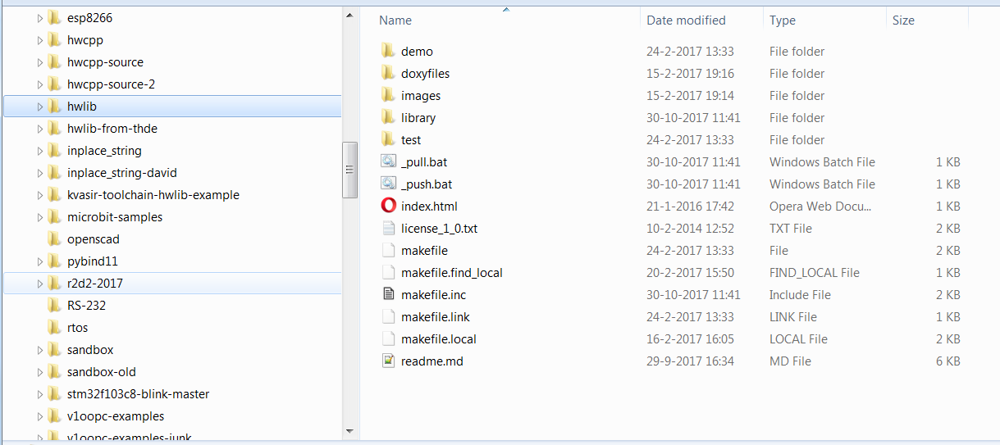 esp8266
hwcpp
hwcpp-source
hwcpp-source-2
hwlib
hwlib-from-thde
inplace_string
inplace_string-david
kvasir-toolchain-hwlib-example
microbit-samples
openscad
pybind11
r2d2-2017
RS-232
rtos
sandbox
sandbox-old
stm32f103c8-blink-master
v1oopc-examples
v1oopc-examples-junk
Name Date modified Type Size
demo 24-2-2017 13:33 File folder
doxyfiles 15-2-2017 19:16 File folder
images 15-2-2017 19:14 File folder
library 30-10-2017 11:41 File folder
test 24-2-2017 13:33 File folder
_pull.bat 30-10-2017 11:41 Windows Batch File 1 KB
_push.bat 30-10-2017 11:41 Windows Batch File 1 KB
index.html 21-1-2016 17:42 Opera Web Docu... 1 KB
license_1_0.txt 10-2-2014 12:52 TXT File 2 KB
makefile 24-2-2017 13:33 File 2 KB
makefile.find_local 20-2-2017 15:50 FIND_LOCAL File 1 KB
makefile.inc 30-10-2017 11:41 Include File 2 KB
makefile.link 24-2-2017 13:33 LINK File 2 KB
makefile.local 16-2-2017 16:05 LOCAL File 2 KB
readme.md 29-9-2017 16:34 MD File 6 KB